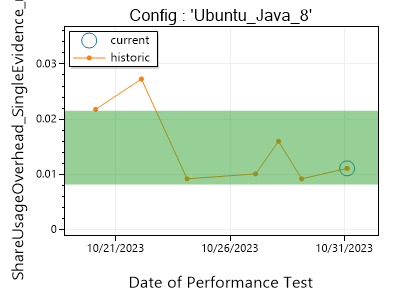 Config : 'Ubuntu_Java_8'
current
historic
ShareUsageOverhead_SingleEvidence_
0.03
0.02
0.01
0
10/21/2023
10/26/2023
10/31/2023
Date of Performance Test